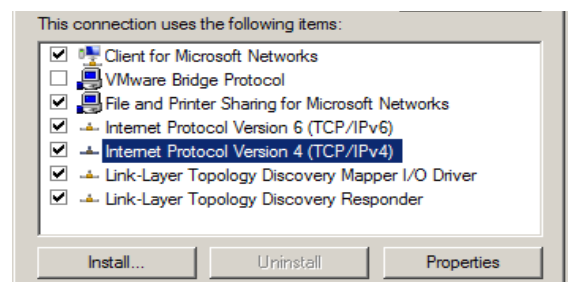 This connection uses the following items:
Client for Microsoft Networks
VMware Bridge Protocol
File and Printer Sharing for Microsoft Networks
Internet Protocol Version 6 (TCP/IPv6)
Internet Protocol Version 4 (TCP/IPv4)
Link-Layer Topology Discovery Mapper I/O Driver
Link-Layer Topology Discovery Responder
Install... Uninstall Properties